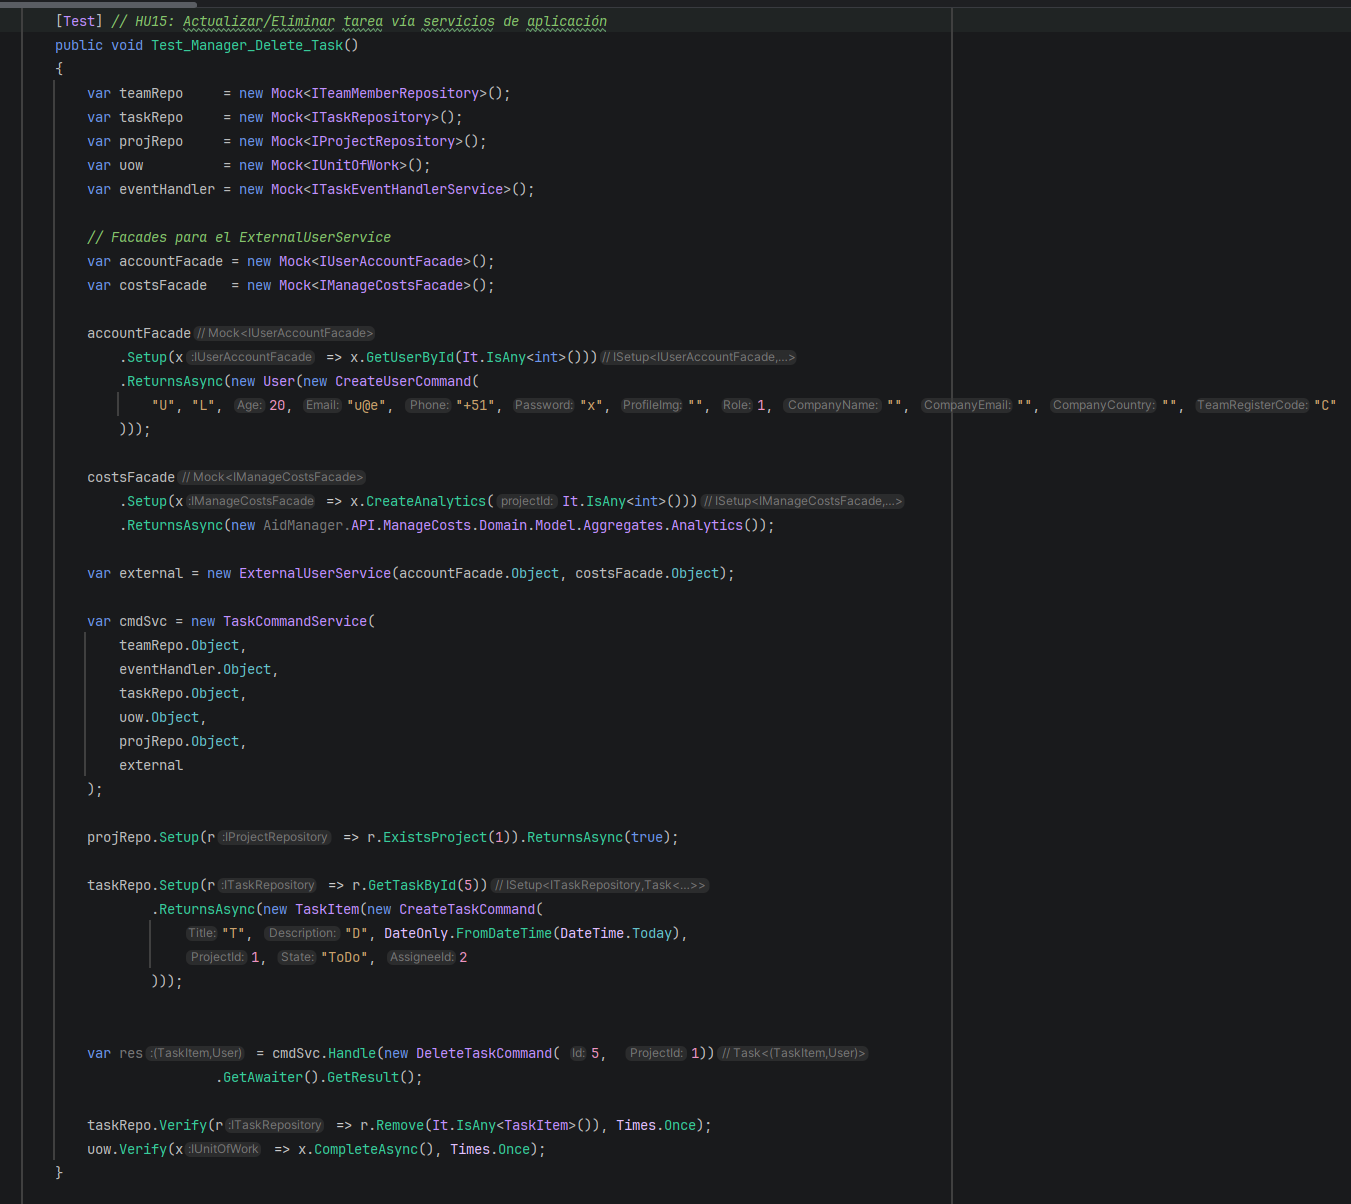 [Test] // HU15: Actualizar/Eliminar tarea vía servicios de aplicación
public void Test_Manager_Delete_Task()
{
var teamRepo     = new Mock<ITeamMemberRepository>();
var taskRepo     = new Mock<ITaskRepository>();
var projRepo     = new Mock<IProjectRepository>();
var uow          = new Mock<IUnitOfWork>();
var eventHandler = new Mock<ITaskEventHandlerService>();
// Facades para el ExternalUserService
var accountFacade = new Mock<IUserAccountFacade>();
var costsFacade   = new Mock<IManageCostsFacade>();
accountFacade // Mock<IUserAccountFacade>
.Setup(x :IUserAccountFacade => x.GetUserById(It.IsAny<int>())) // ISetup<IUserAccountFacade,...>
.ReturnsAsync(new User(new CreateUserCommand(
"U", "L", Age: 20, Email: "u@e", Phone: "+51", Password: "x", ProfileImg: "", Role: 1, CompanyName: "", CompanyEmail: "", CompanyCountry: "", TeamRegisterCode: "C"
)));
costsFacade // Mock<IManageCostsFacade>
.Setup(x :IManageCostsFacade => x.CreateAnalytics( projectId: It.IsAny<int>())) // ISetup<IManageCostsFacade,...>
.ReturnsAsync(new AidManager.API.ManageCosts.Domain.Model.Aggregates.Analytics());
var external = new ExternalUserService(accountFacade.Object, costsFacade.Object);
var cmdSvc = new TaskCommandService(
teamRepo.Object,
eventHandler.Object,
taskRepo.Object,
uow.Object,
projRepo.Object,
external
);
projRepo.Setup(r :IProjectRepository => r.ExistsProject(1)).ReturnsAsync(true);
taskRepo.Setup(r :ITaskRepository => r.GetTaskById(5)) // ISetup<ITaskRepository,Task<...>>
.ReturnsAsync(new TaskItem(new CreateTaskCommand(
Title: "T", Description: "D", DateOnly.FromDateTime(DateTime.Today),
ProjectId: 1, State: "ToDo", AssigneeId: 2
)));
var res :(TaskItem,User) = cmdSvc.Handle(new DeleteTaskCommand( Id: 5, ProjectId: 1)) // Task<(TaskItem,User)>
.GetAwaiter().GetResult();
taskRepo.Verify(r :ITaskRepository => r.Remove(It.IsAny<TaskItem>()), Times.Once);
uow.Verify(x :IUnitOfWork => x.CompleteAsync(), Times.Once);
}